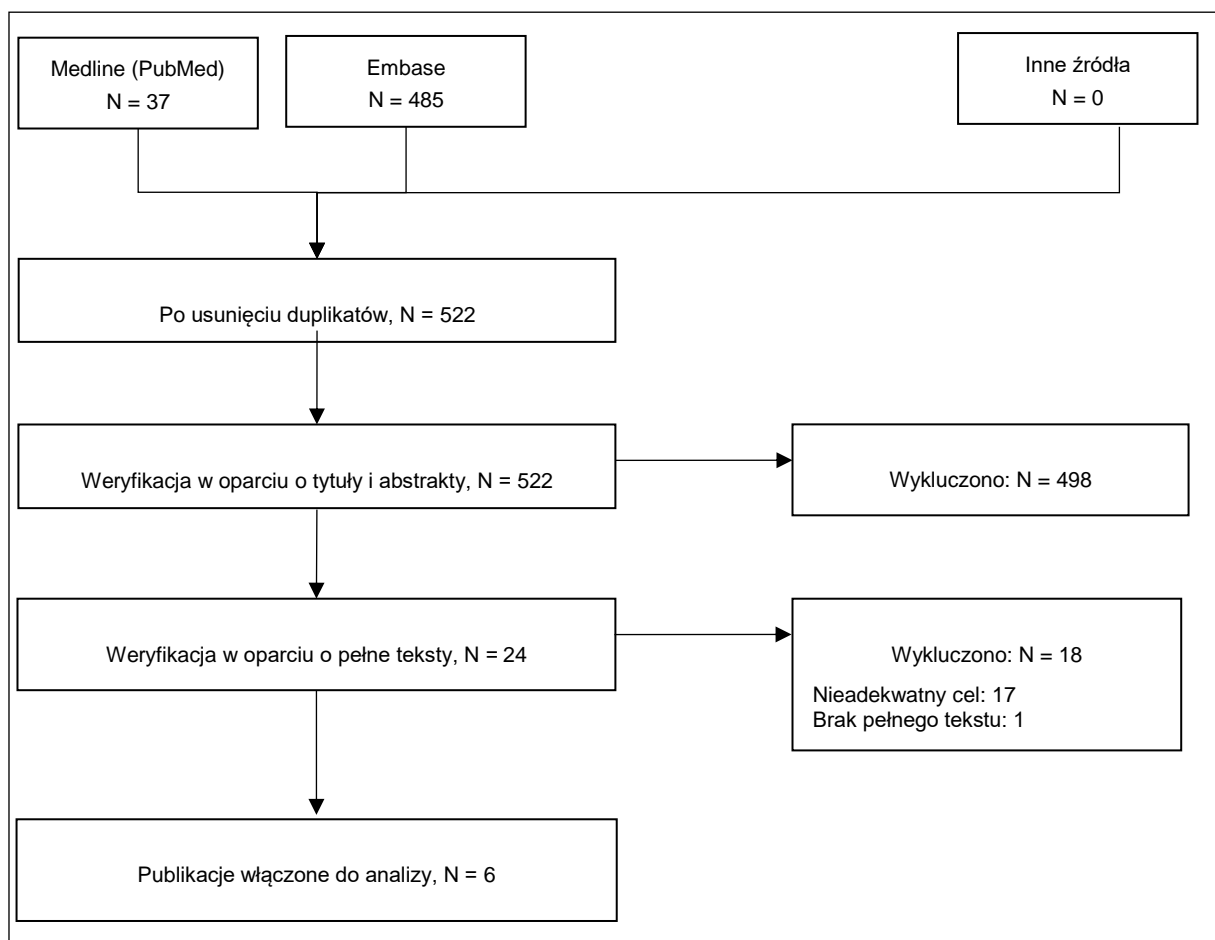 Medline (PubMed)
N = 37
Embase
N = 485
Inne źródła
N = 0
Po usunięciu duplikatów, N = 522
Weryfikacja w oparciu o tytuły i abstrakty, N = 522
Wykluczono: N = 498
Weryfikacja w oparciu o pełne teksty, N = 24
Wykluczono: N = 18
Nieadekwatny cel: 17
Brak pełnego tekstu: 1
Publikacje włączone do analizy, N = 6